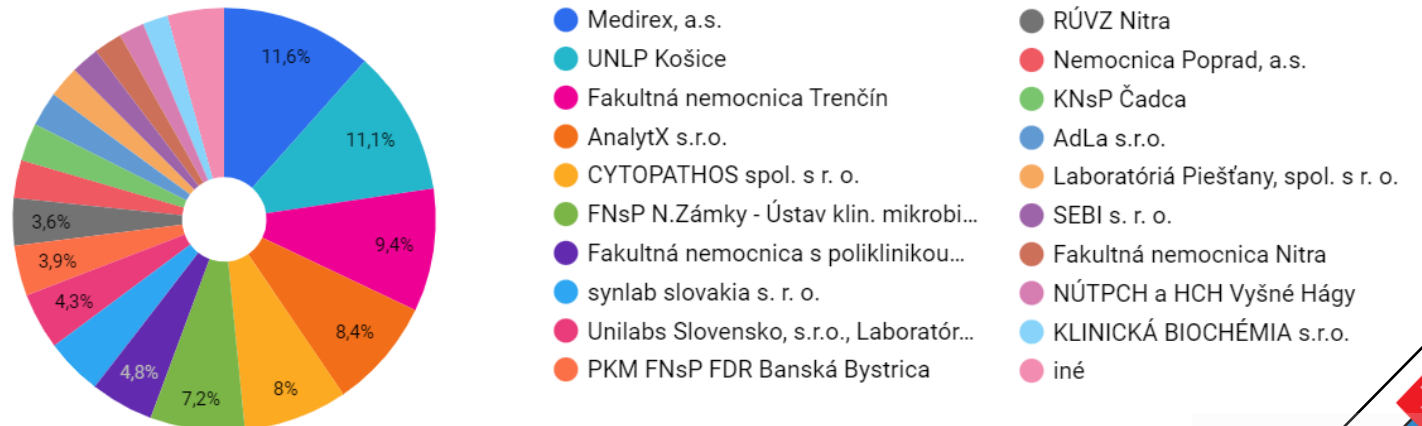 11,6%
11,1%
9,4%
8,4%
8%
7,2%
4,8%
4,3%
3,9%
3,6%
Medirex, a.s.
UNLP Košice
Fakultná nemocnica Trenčín
AnalytX s.r.o.
CYTOPATHOS spol. s r. o.
FNsP N.Zámky - Ústav klin. mikrobi...
Fakultná nemocnica s poliklinikou...
synlab slovakia s. r. o.
Unilabs Slovensko, s.r.o., Laboratór...
PKM FNsP FDR Banská Bystrica
RÚVZ Nitra
Nemocnica Poprad, a.s.
KNsP Čadca
AdLa s.r.o.
Laboratóriá Piešťany, spol. s r. o.
SEBI s. r. o.
Fakultná nemocnica Nitra
NÚTPCH a HCH Vyšné Hágy
KLINICKÁ BIOCHÉMIA s.r.o.
iné